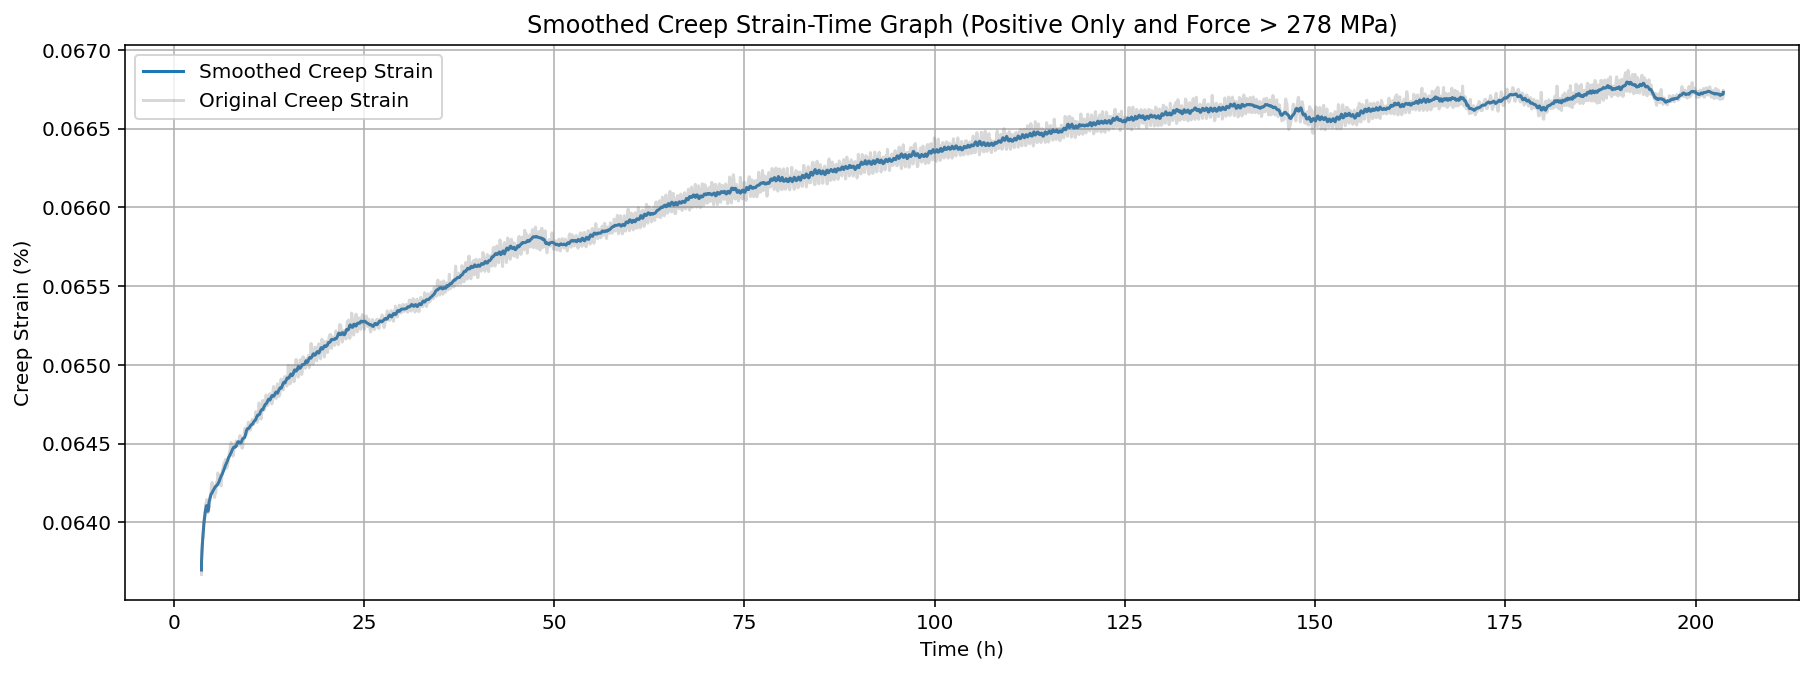 Smoothed Creep Strain-Time Graph (Positive Only and Force > 278 MPa)
Smoothed Creep Strain
Original Creep Strain
Creep Strain (%)
0.0670
0.0665
0.0660
0.0655
0.0650
0.0645
0.0640
0 25 50 75 100 125 150 175 200
Time (h)